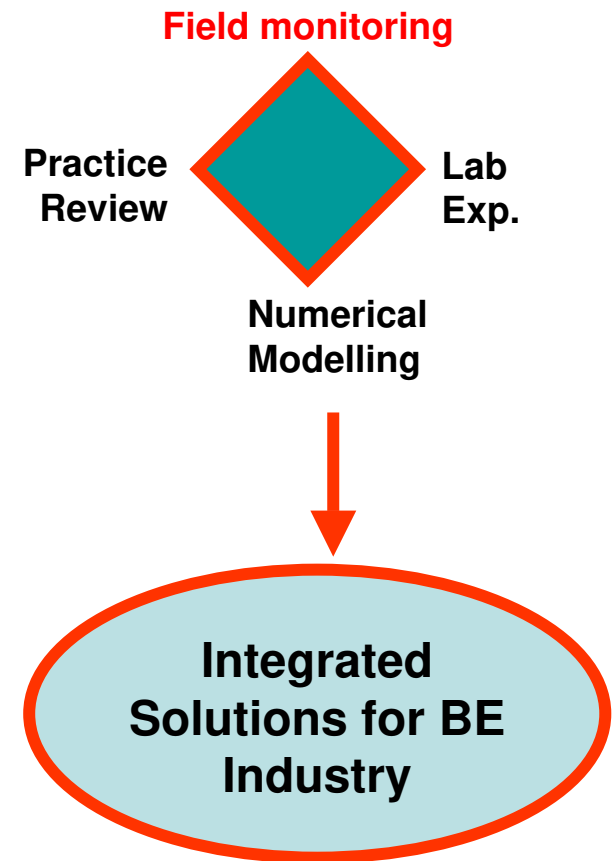 Field monitoring
Practice
Review
Lab
Exp.
Numerical
Modelling
Integrated
Solutions for BE
Industry